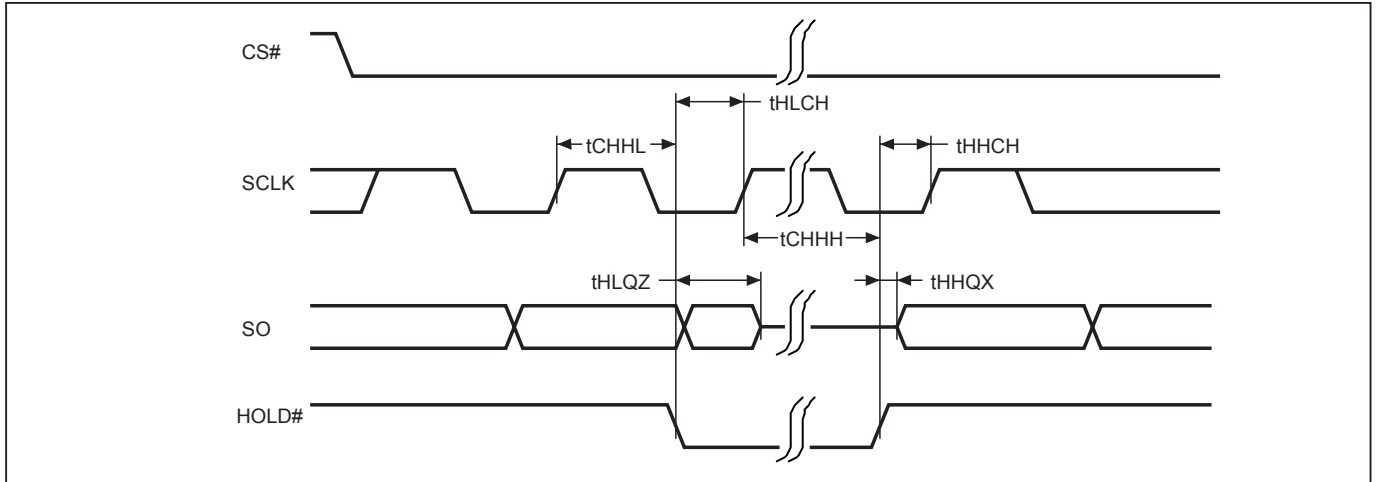 CS#
tHLCH
tCHHL
tHHCH
SCLK
tCHHH
tHLQZ
tHHQX
SO
HOLD#